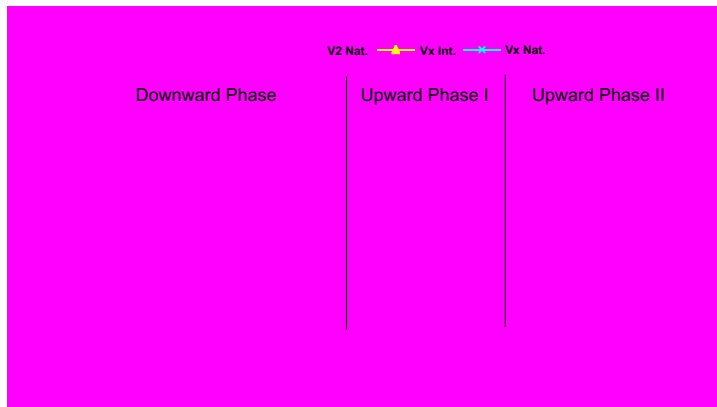 V2 Nat. Vx Int. Vx Nat.
Downward Phase Upward Phase I Upward Phase II